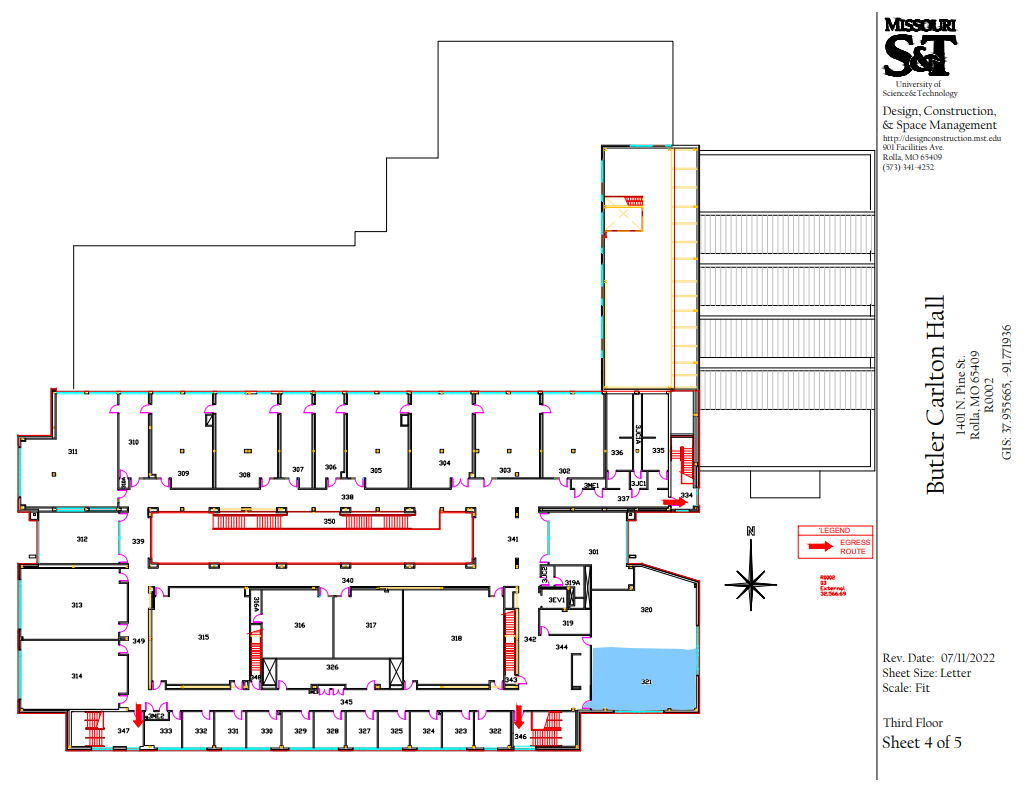 MISSOURI
S&T
University of
Science&Technology
Design, Construction,
& Space Management
http://designconstruction.mst.edu
901 Facilities Ave.
Rolla, MO 65409
(573) 341-4252
Butler Carlton Hall
1401 N. Pine St.
Rolla, MO 65409
R0002
GIS: 37.955665, -91.771936
311
310
309
308
307
306
305
304
303
302
336
3JC1A
335
310A
338
3ME1
3JC1
337
334
350
312
339
341
301
N
'LEGEND
EGRESS
ROUTE
340
3JC2
319A
R0002
03
External
32,566.69
313
316A
3EV1
320
315
316
317
318
319
349
342
344
314
326
348
343
321
345
3ME2
347
333
332
331
330
329
328
327
325
324
323
322
346
Rev. Date: 07/11/2022
Sheet Size: Letter
Scale: Fit
Third Floor
Sheet 4 of 5